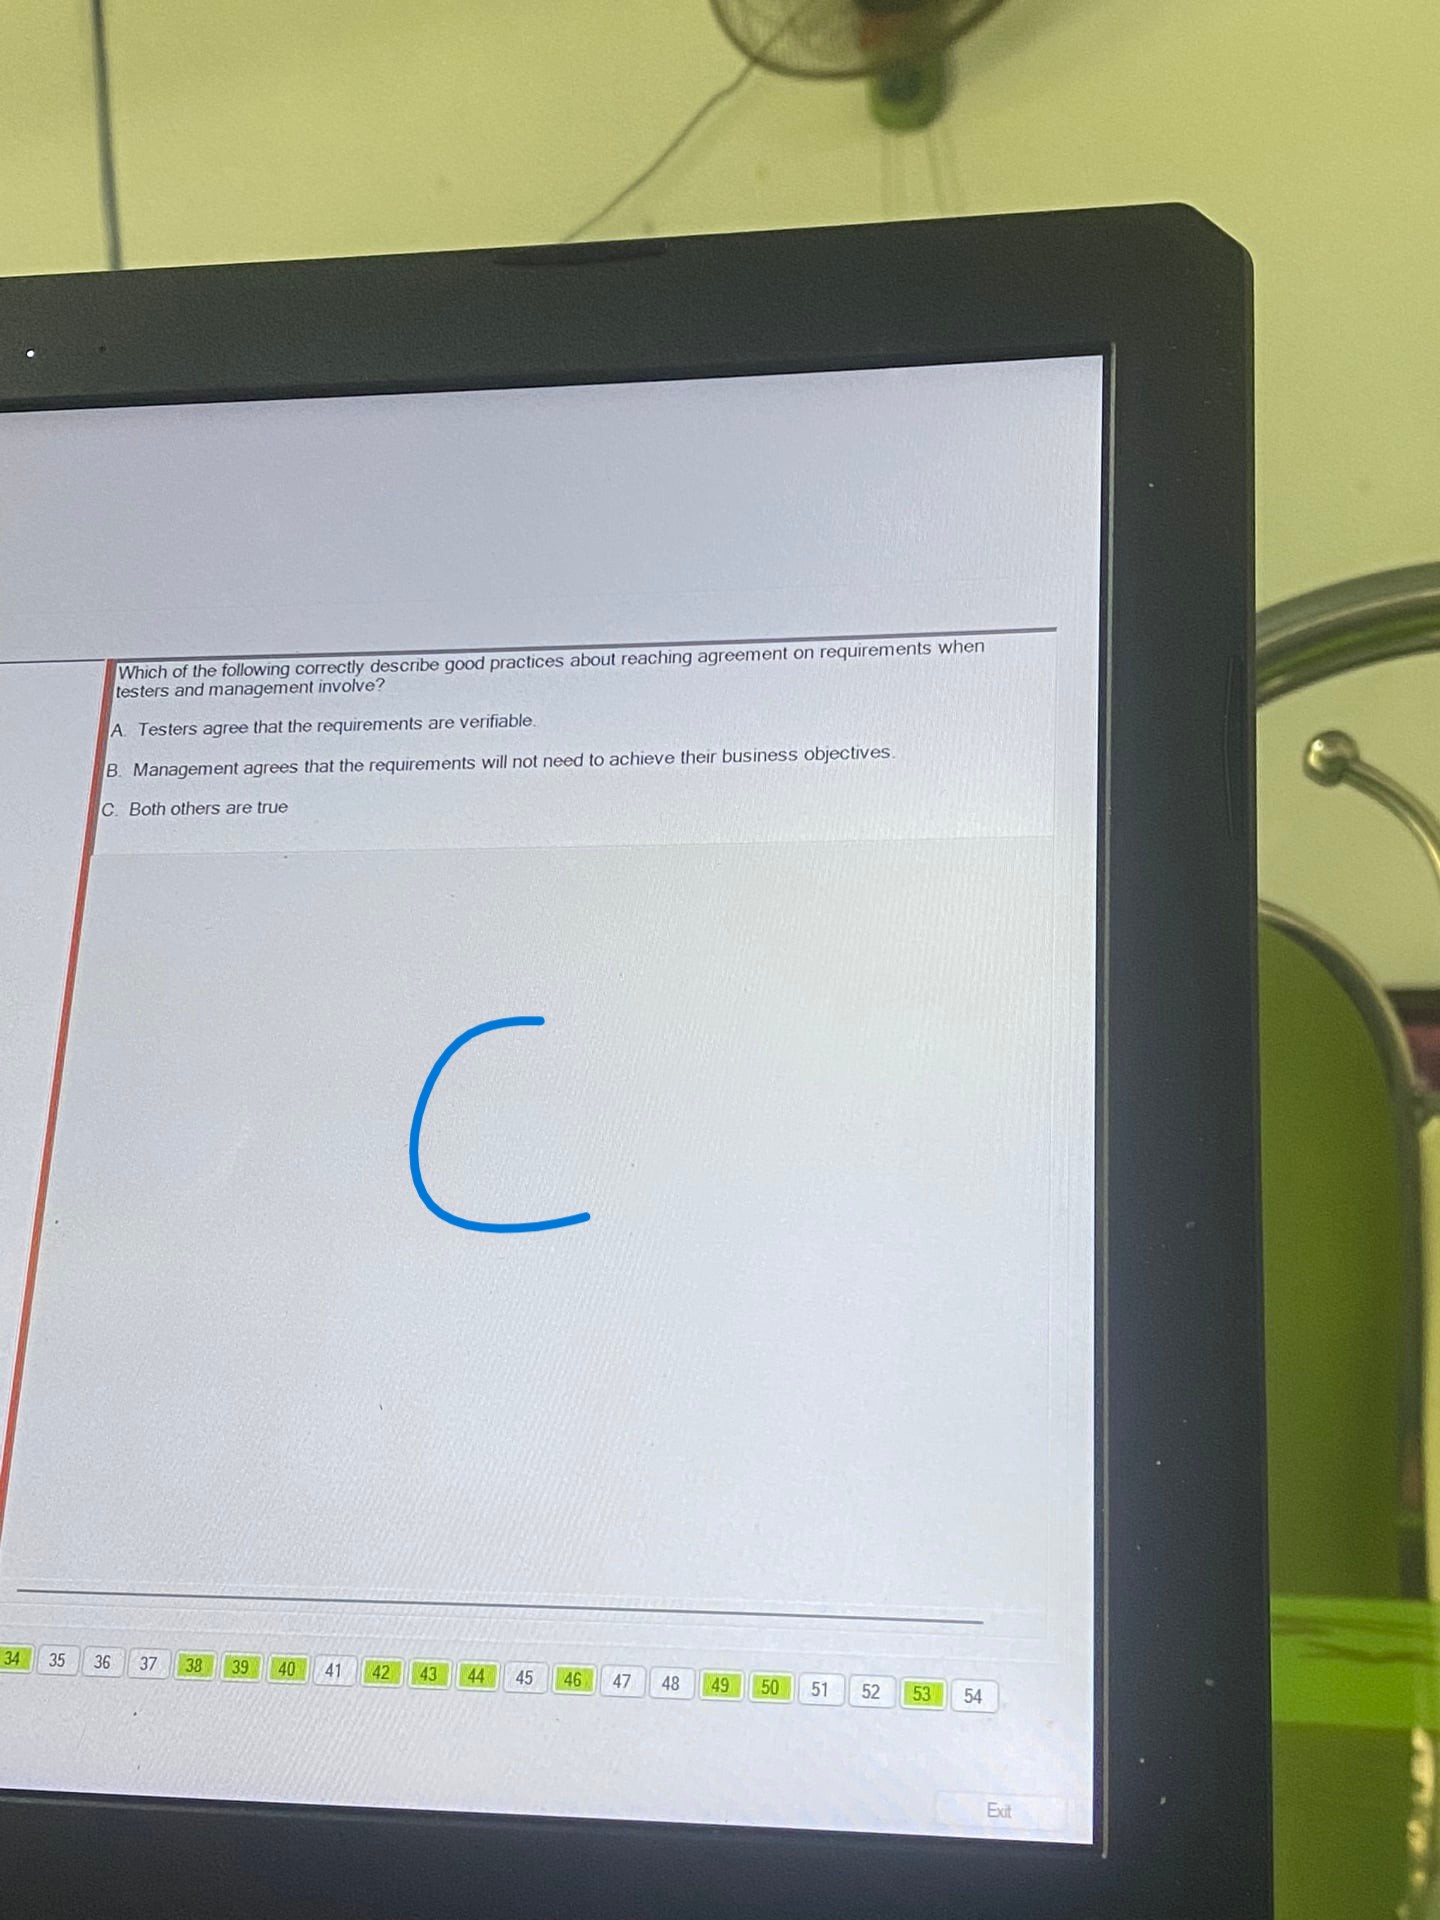 Which of the following correctly describe good practices about reaching agreement on requirements when
testers and management involve?
A. Testers agree that the requirements are verifiable.
B. Management agrees that the requirements will not need to achieve their business objectives.
C. Both others are true
C
34 35 36 37 38 39 40 41 42 43 44 45 46 47 48 49 50 51 52 53 54
Exit